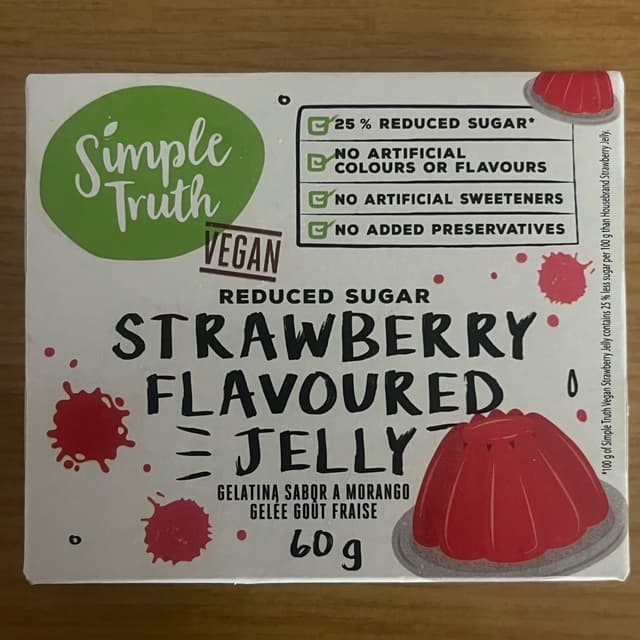 Simple
Truth
VEGAN
25 % REDUCED SUGAR*
NO ARTIFICIAL
COLOURS OR FLAVOURS
NO ARTIFICIAL SWEETENERS
NO ADDED PRESERVATIVES
REDUCED SUGAR
STRAWBERRY
FLAVOURED
JELLY
GELATINA SABOR A MORANGO
GELÉE GOÛT FRAISE
60 g
*100 g of Simple Truth Vegan Strawberry Jelly contains 25 % less sugar per 100 g than Housebrand Strawberry Jelly.